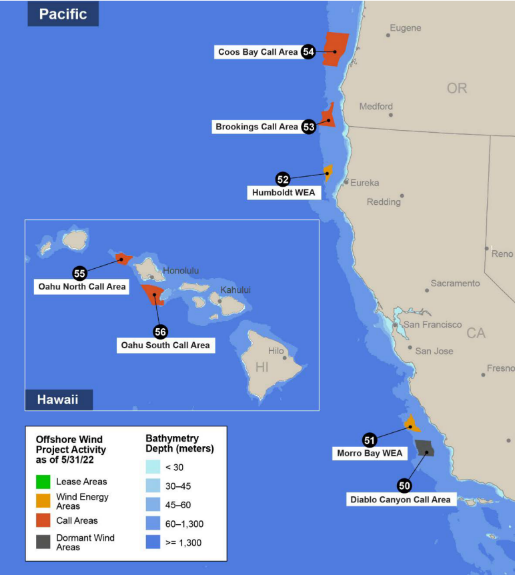 Pacific
Eugene
Coos Bay Call Area 54
OR
Medford
Brookings Call Area 53
52
Humboldt WEA
Eureka
Redding
Reno
55
Oahu North Call Area
Honolulu
Kahului
56
Oahu South Call Area
Hilo
HI
Hawaii
Sacramento
San Francisco
CA
San Jose
Fresno
51
Morro Bay WEA
50
Diablo Canyon Call Area
Offshore Wind
Project Activity
as of 5/31/22
Lease Areas
Wind Energy
Areas
Call Areas
Dormant Wind
Areas
Bathymetry
Depth (meters)
< 30
30–45
45–60
60–1,300
>= 1,300